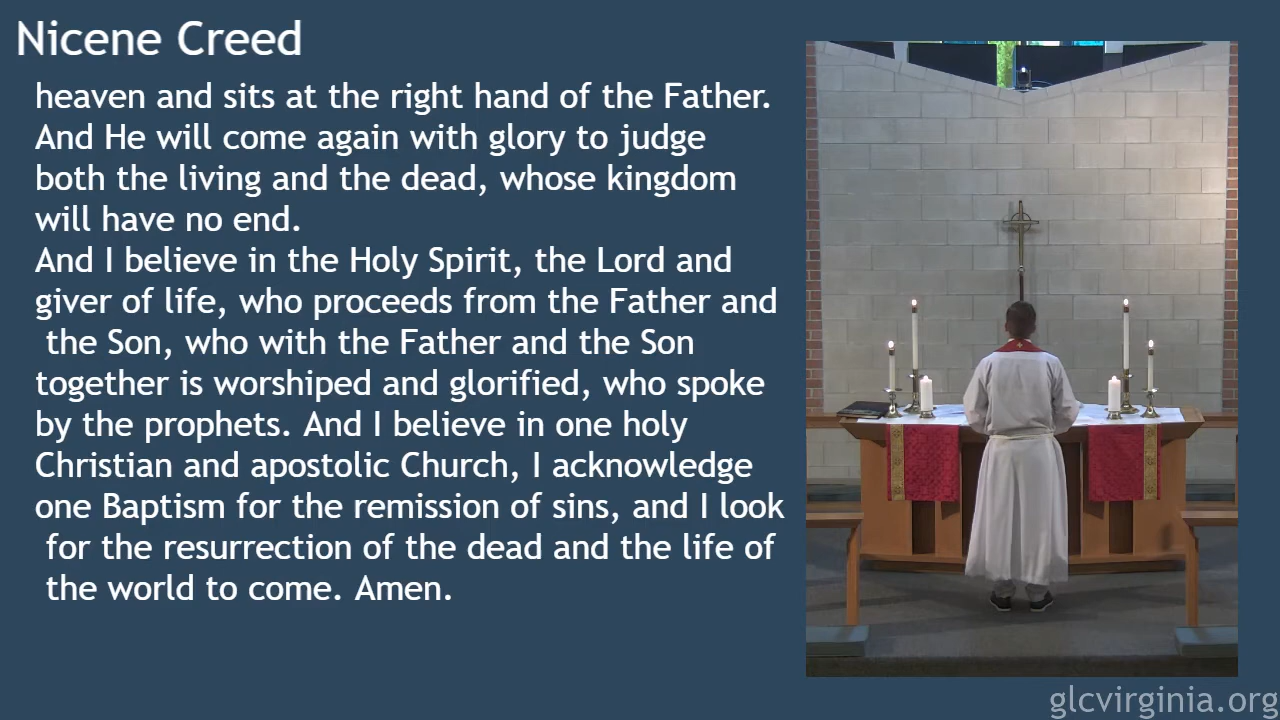 Nicene Creed
heaven and sits at the right hand of the Father.
And He will come again with glory to judge
both the living and the dead, whose kingdom
will have no end.
And I believe in the Holy Spirit, the Lord and
giver of life, who proceeds from the Father and
the Son, who with the Father and the Son
together is worshiped and glorified, who spoke
by the prophets. And I believe in one holy
Christian and apostolic Church, I acknowledge
one Baptism for the remission of sins, and I look
for the resurrection of the dead and the life of
the world to come. Amen.
glcvirginia.org